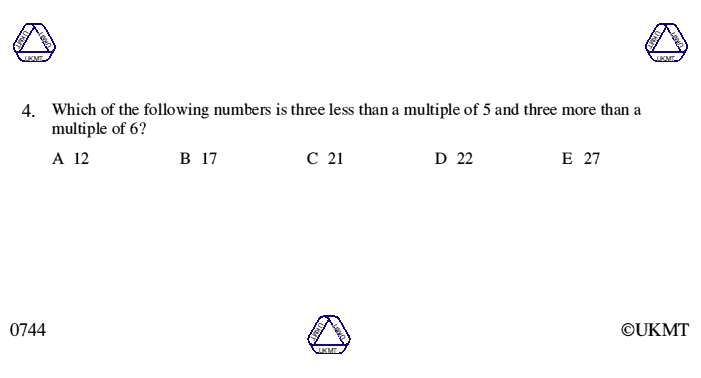 UKMT UKMT UKMT
UKMT UKMT UKMT
4. Which of the following numbers is three less than a multiple of 5 and three more than a
multiple of 6?
A 12 B 17 C 21 D 22 E 27
0744
UKMT UKMT UKMT
©UKMT